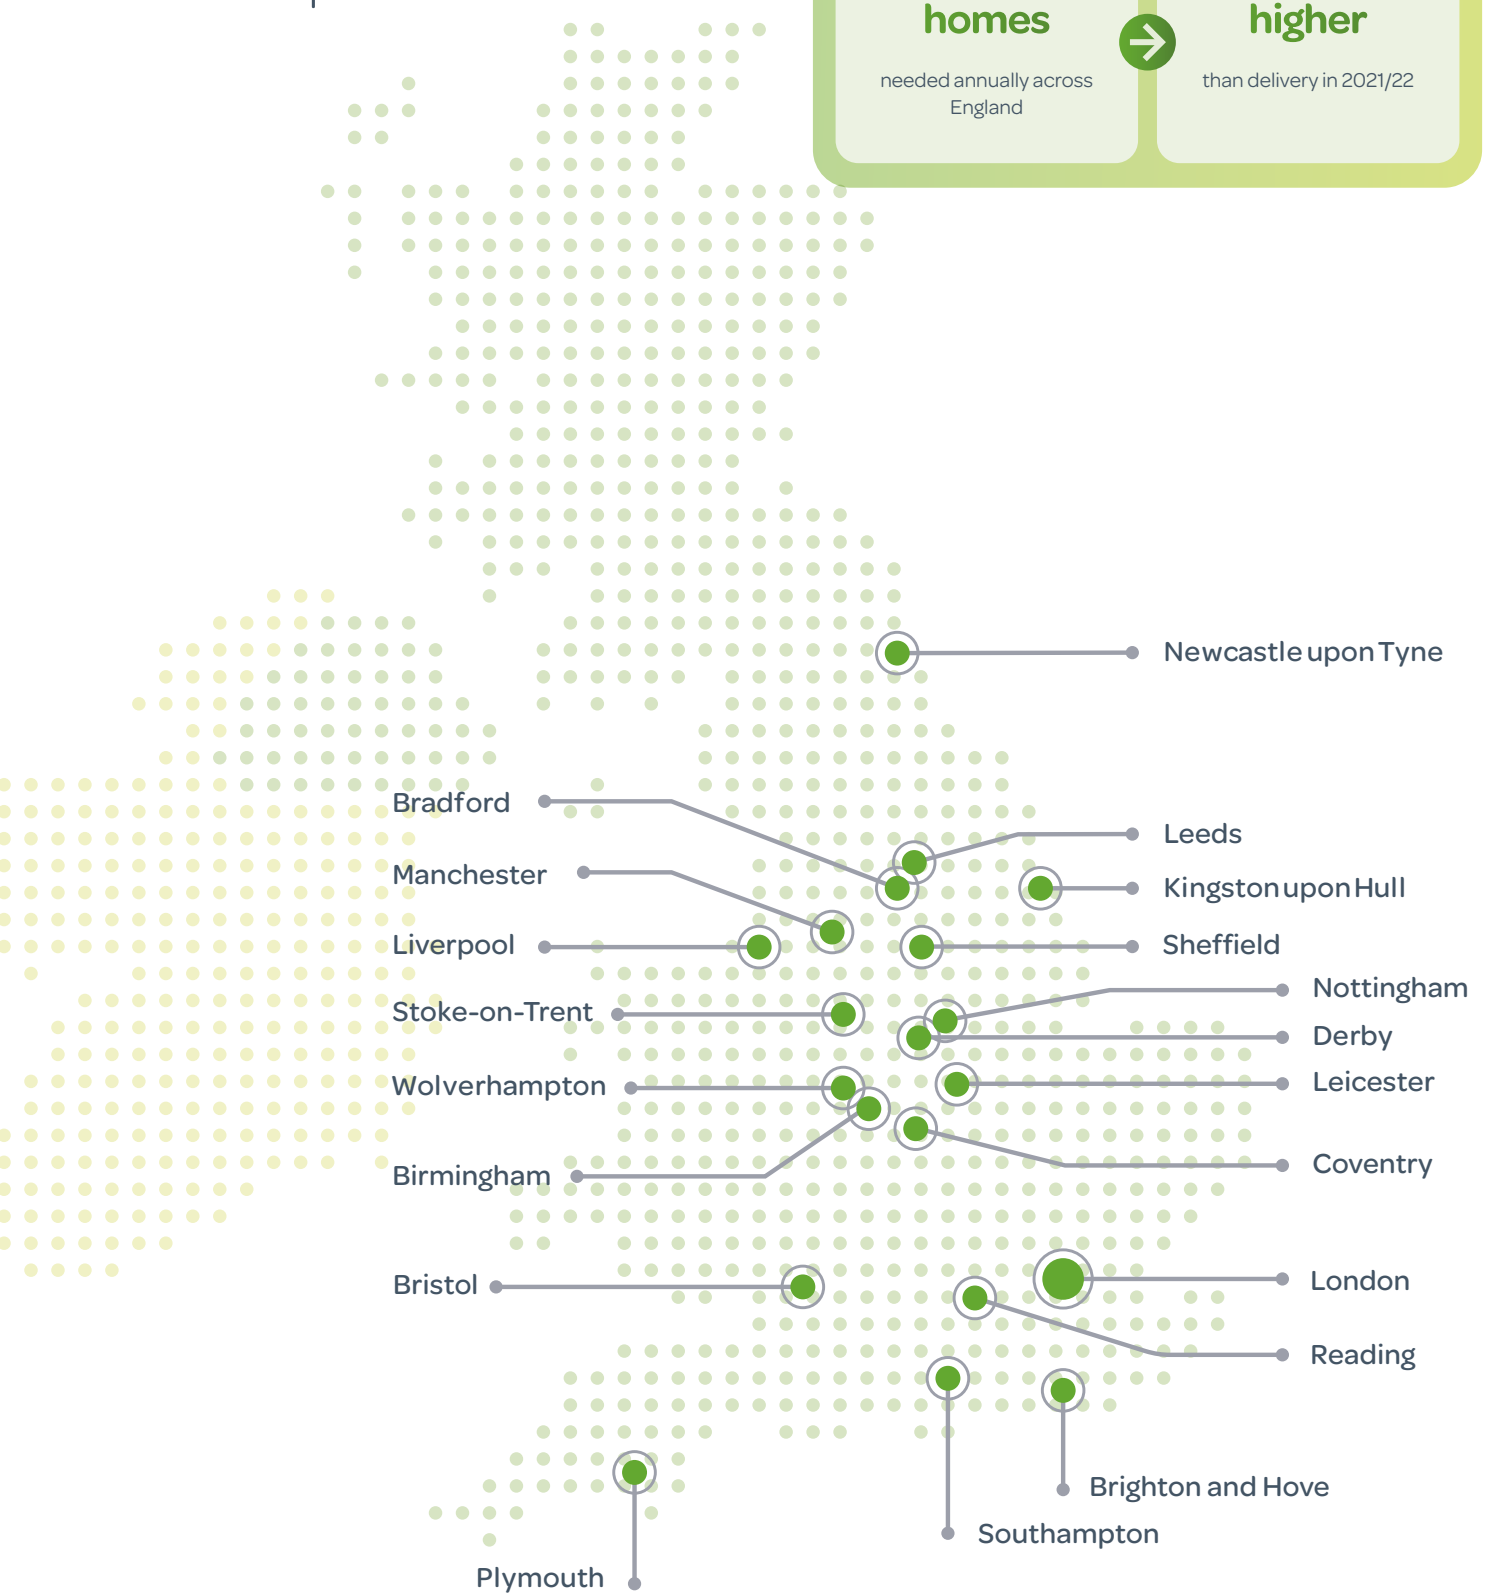 homes
needed annually across
England
higher
than delivery in 2021/22
Newcastle upon Tyne
Bradford
Leeds
Manchester
Kingston upon Hull
Liverpool
Sheffield
Nottingham
Stoke-on-Trent
Derby
Wolverhampton
Leicester
Coventry
Birmingham
London
Bristol
Reading
Brighton and Hove
Southampton
Plymouth